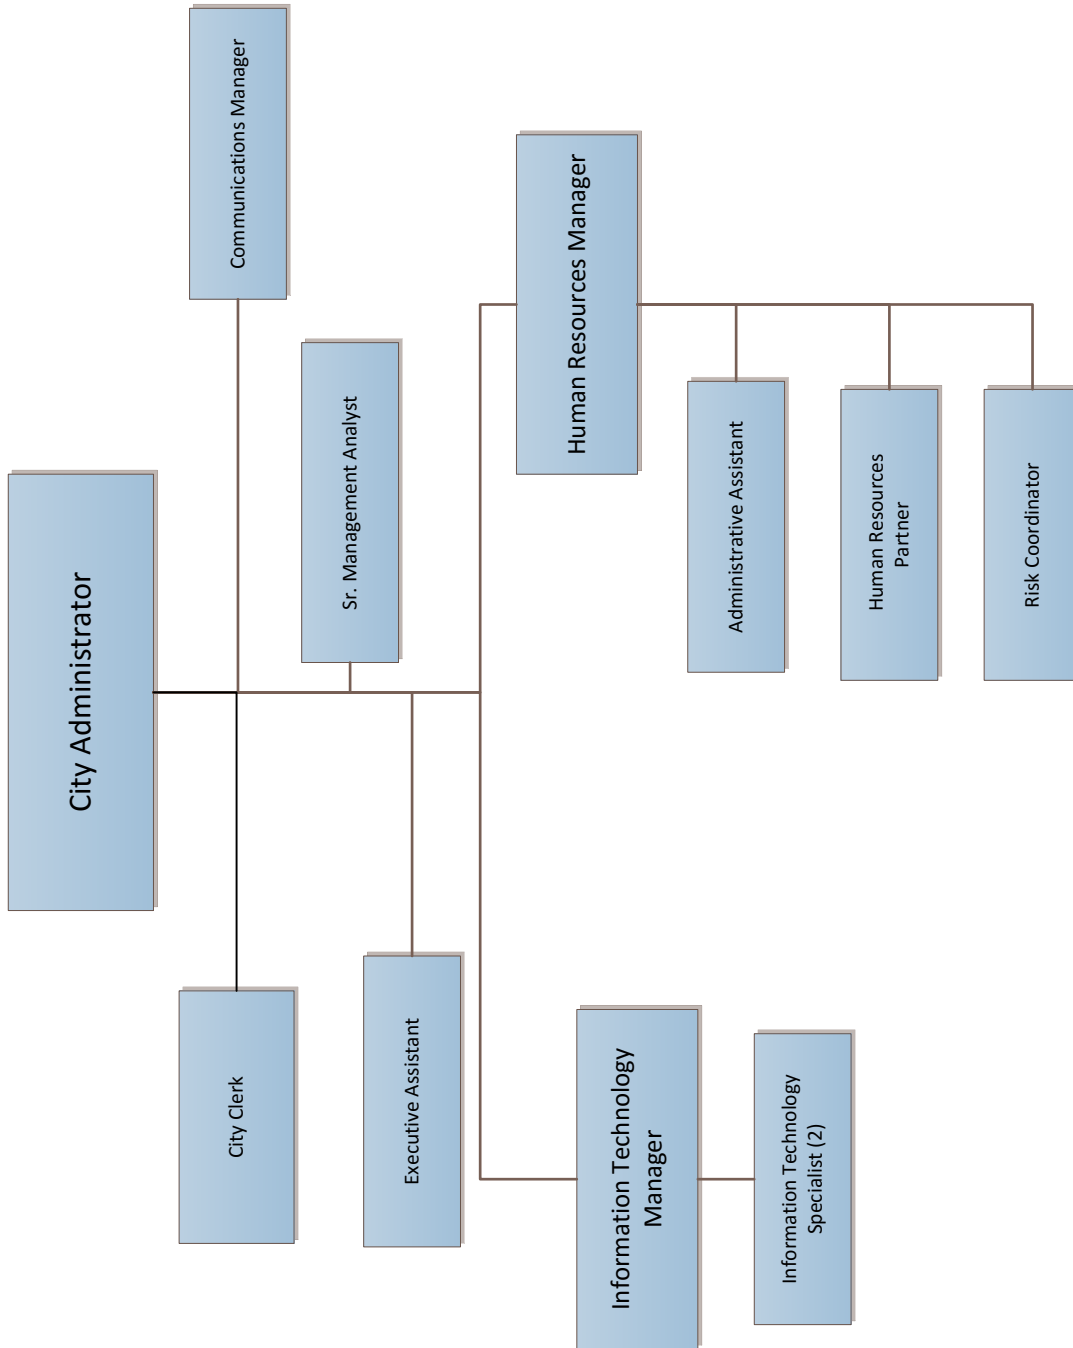 City Administrator
City Clerk
Communications Manager
Sr. Management Analyst
Executive Assistant
Information Technology
Manager
Human Resources Manager
Information Technology
Specialist (2)
Administrative Assistant
Human Resources
Partner
Risk Coordinator